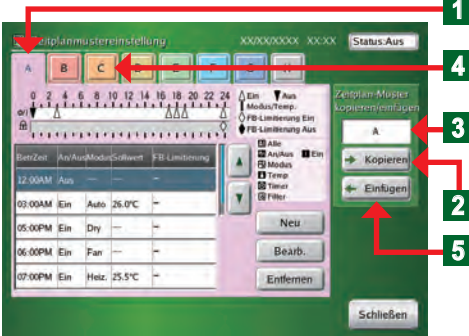 1
Zeitplanmustereinstellung XX/XX/XXXX XX:XX Status:Aus
A B C
4
0 2 4 6 8 10 12 14 16 18 20 22 24
Ein Aus
Modus/Temp.
FB-Limitierung Ein
FB-Limitierung Aus
Zeitplan-Muster
kopieren/einfügen
A
3
Alle
An/Aus Ein
Modus
Temp
Timer
Filter
Kopieren
2
Einfügen
5
Betr/Zeit An/Aus Modus Sollwert FB-Limitierung
12:00AM Aus — — –
03:00AM Ein Auto 26.0°C –
05:00PM Ein Dry — –
06:00PM Ein Fan — –
07:00PM Ein Heiz. 25.5°C –
Neu
Bearb.
Entfernen
Schließen